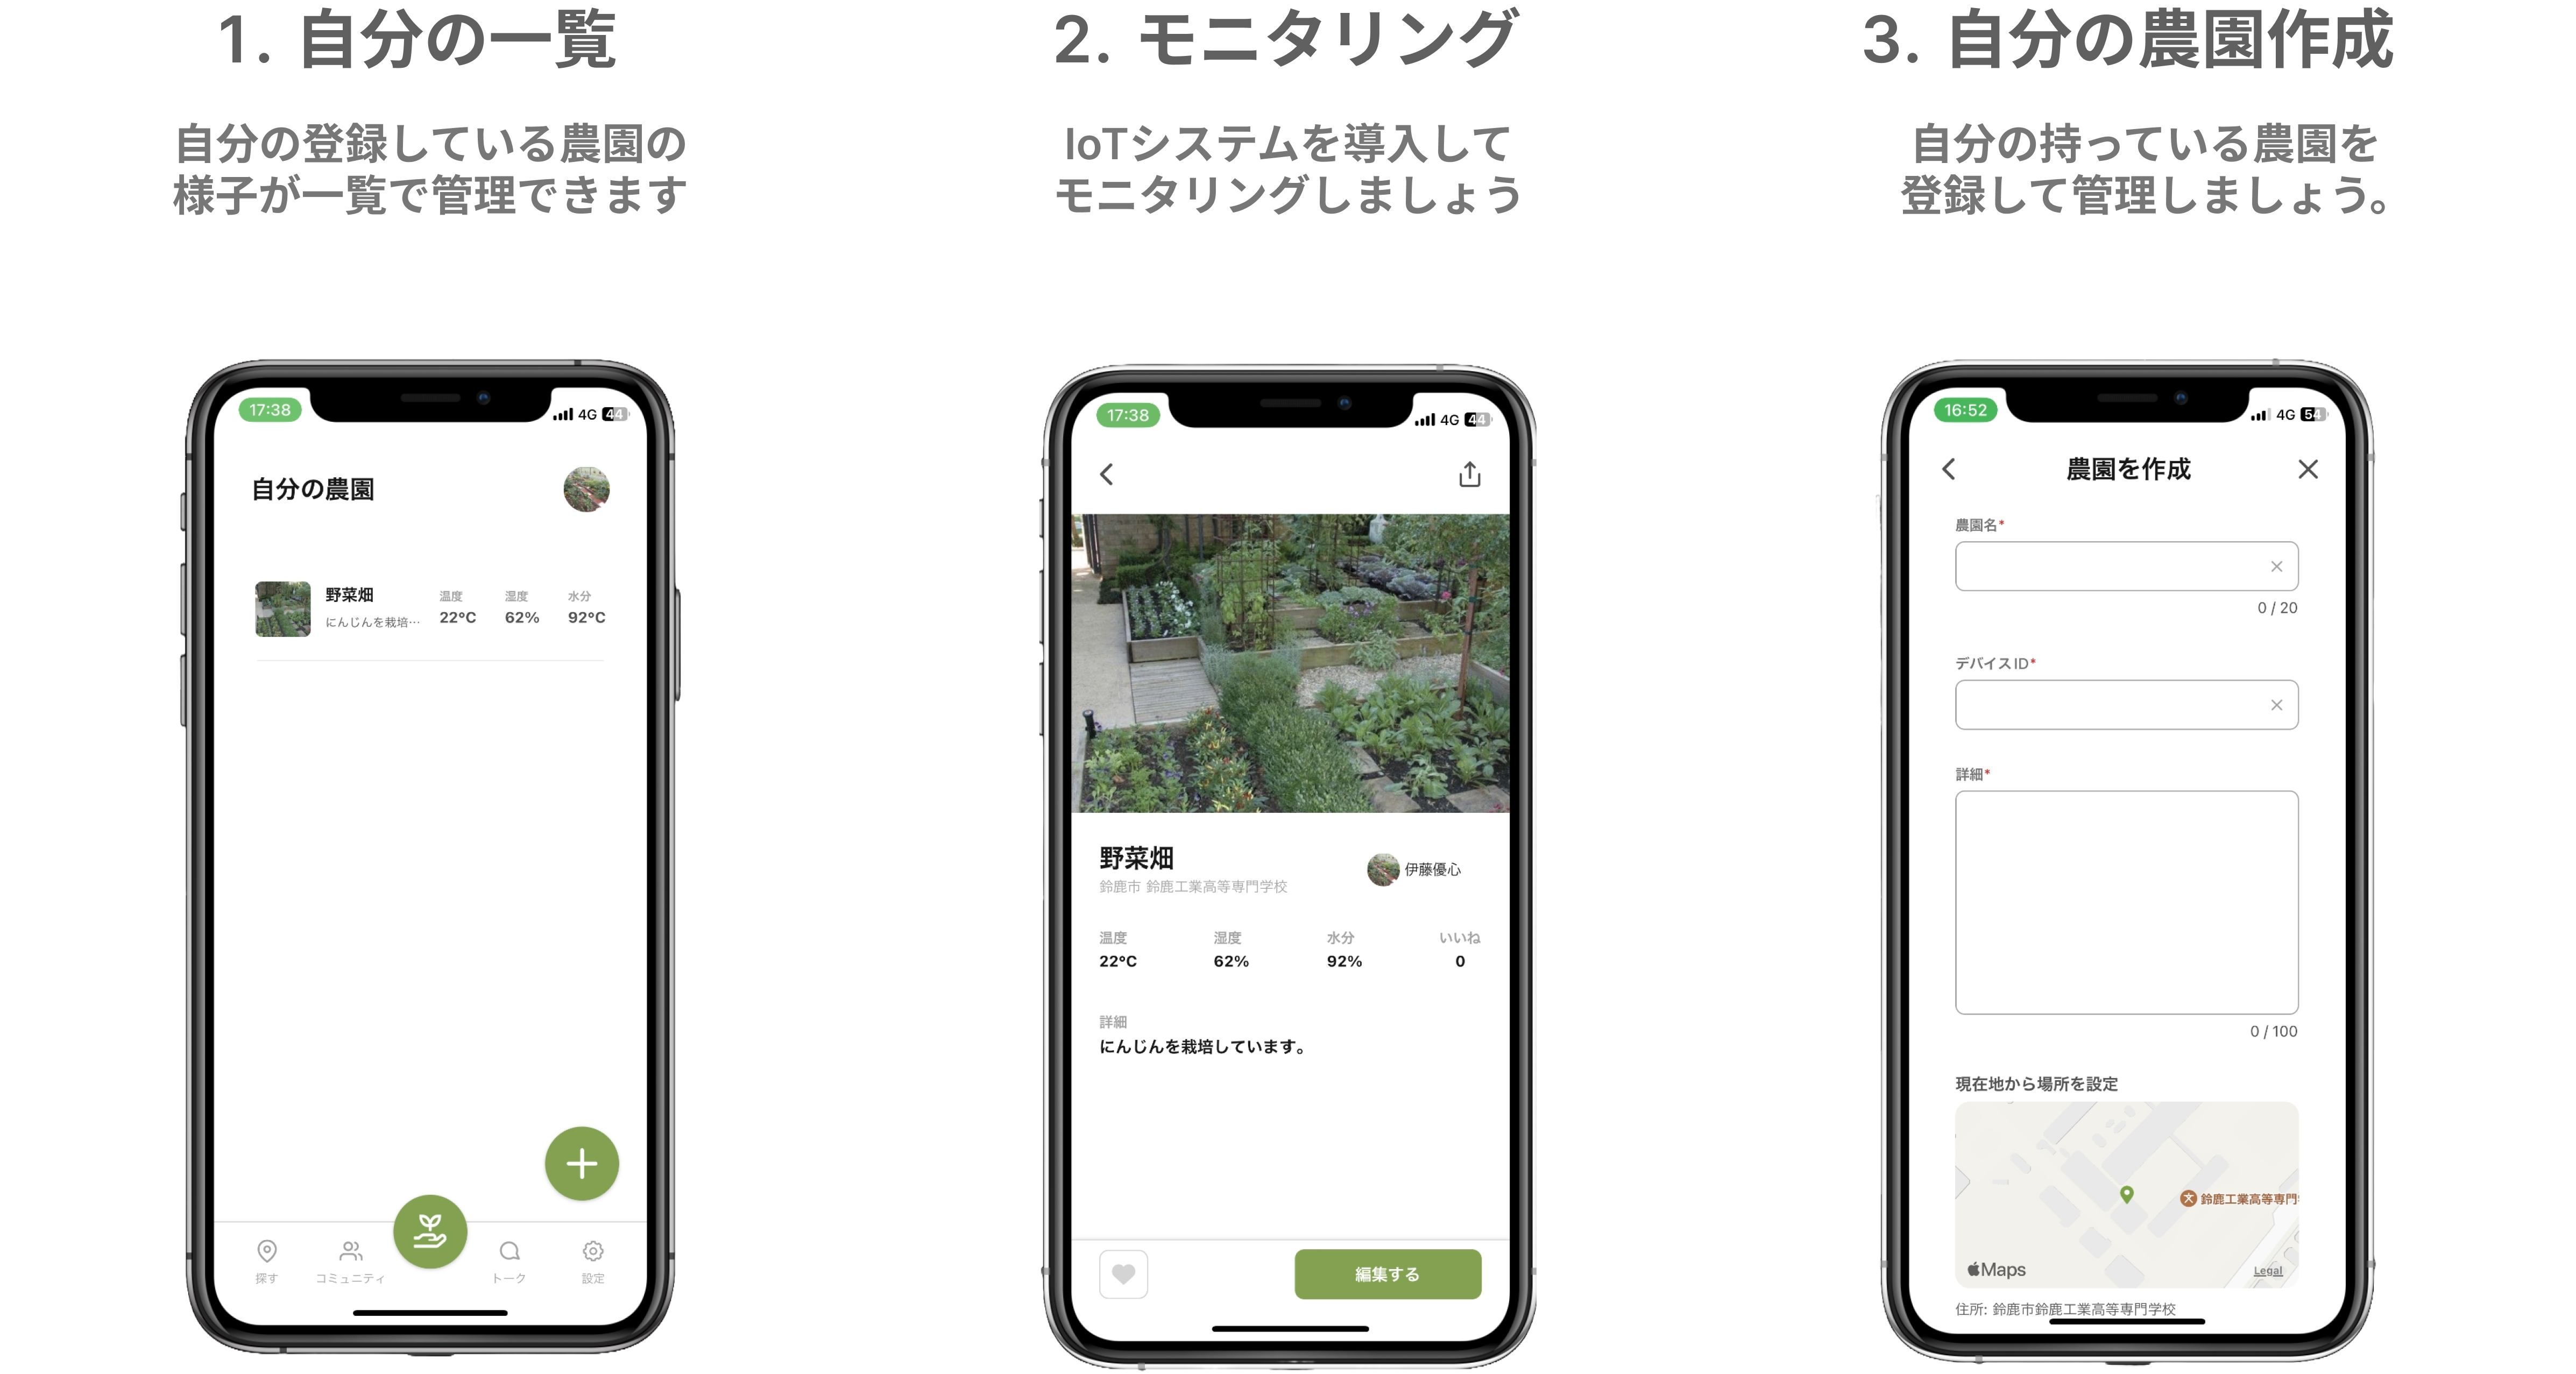 1. 自分の一覧
自分の登録している農園の
様子が一覧で管理できます
17:38
4G 44
自分の農園
野菜畑
にんじんを栽培…
温度
22°C
湿度
62%
水分
92°C
探す
コミュニティ
トーク
設定
2. モニタリング
IoTシステムを導入して
モニタリングしましょう
17:38
4G 44
野菜畑
鈴鹿市 鈴鹿工業高等専門学校
伊藤優心
温度
22°C
湿度
62%
水分
92%
いいね
0
詳細
にんじんを栽培しています。
編集する
3. 自分の農園作成
自分の持っている農園を
登録して管理しましょう。
16:52
4G 54
農園を作成
農園名*
0 / 20
デバイスID*
詳細*
0 / 100
現在地から場所を設定
鈴鹿工業高等専門
Maps
Legal
住所: 鈴鹿市鈴鹿工業高等専門学校